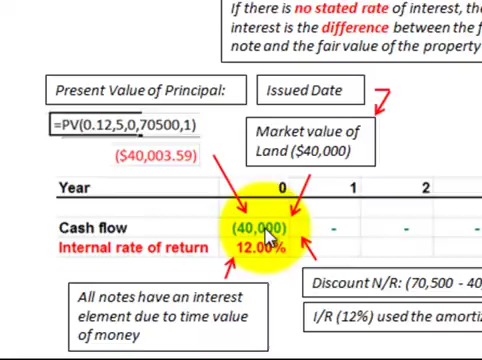 If there is no stated rate of interest, the
interest is the difference between the f
note and the fair value of the property
Present Value of Principal:
Issued Date
=PV(0.12,5,0,70500,1)
($40,003.59)
Market value of
Land ($40,000)
Year 0 1 2
Cash flow (40,000) - - -
Internal rate of return 12.00%
All notes have an interest
element due to time value
of money
Discount N/R: (70,500 - 40,
I/R (12%) used the amortiz